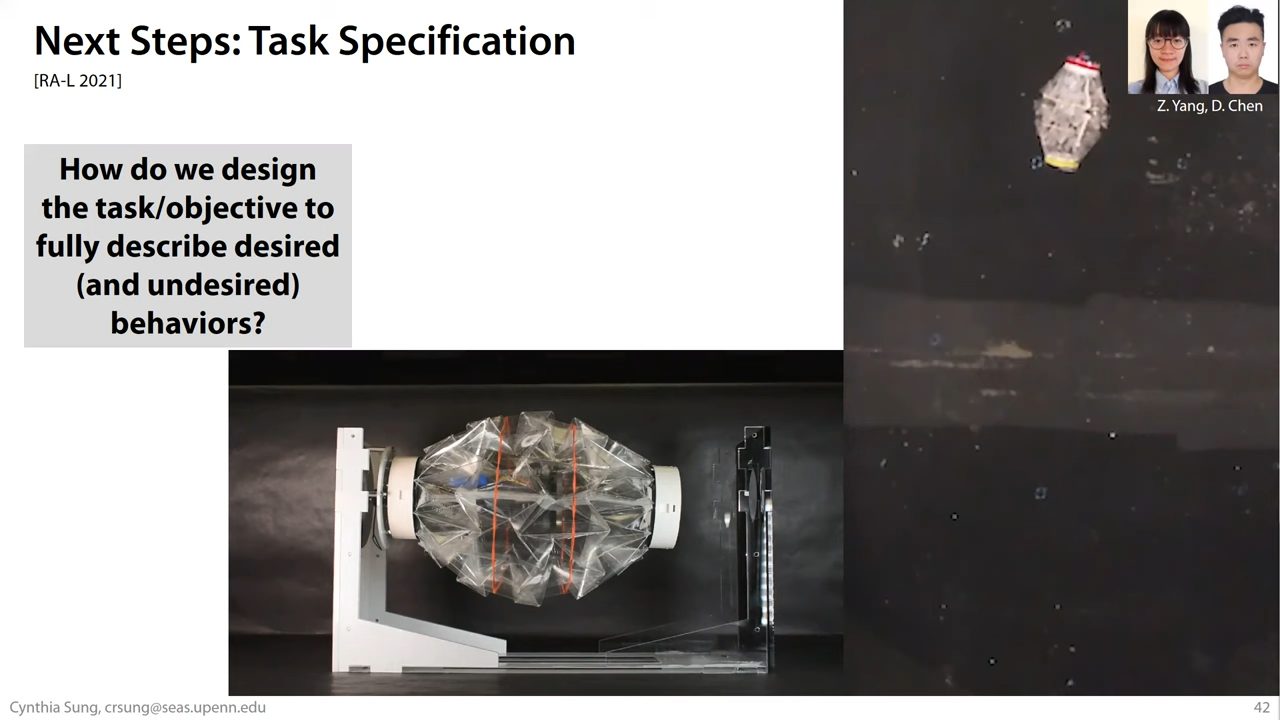 Next Steps: Task Specification
[RA-L 2021]
Z. Yang, D. Chen
How do we design
the task/objective to
fully describe desired
(and undesired)
behaviors?
Cynthia Sung, crsung@seas.upenn.edu
42